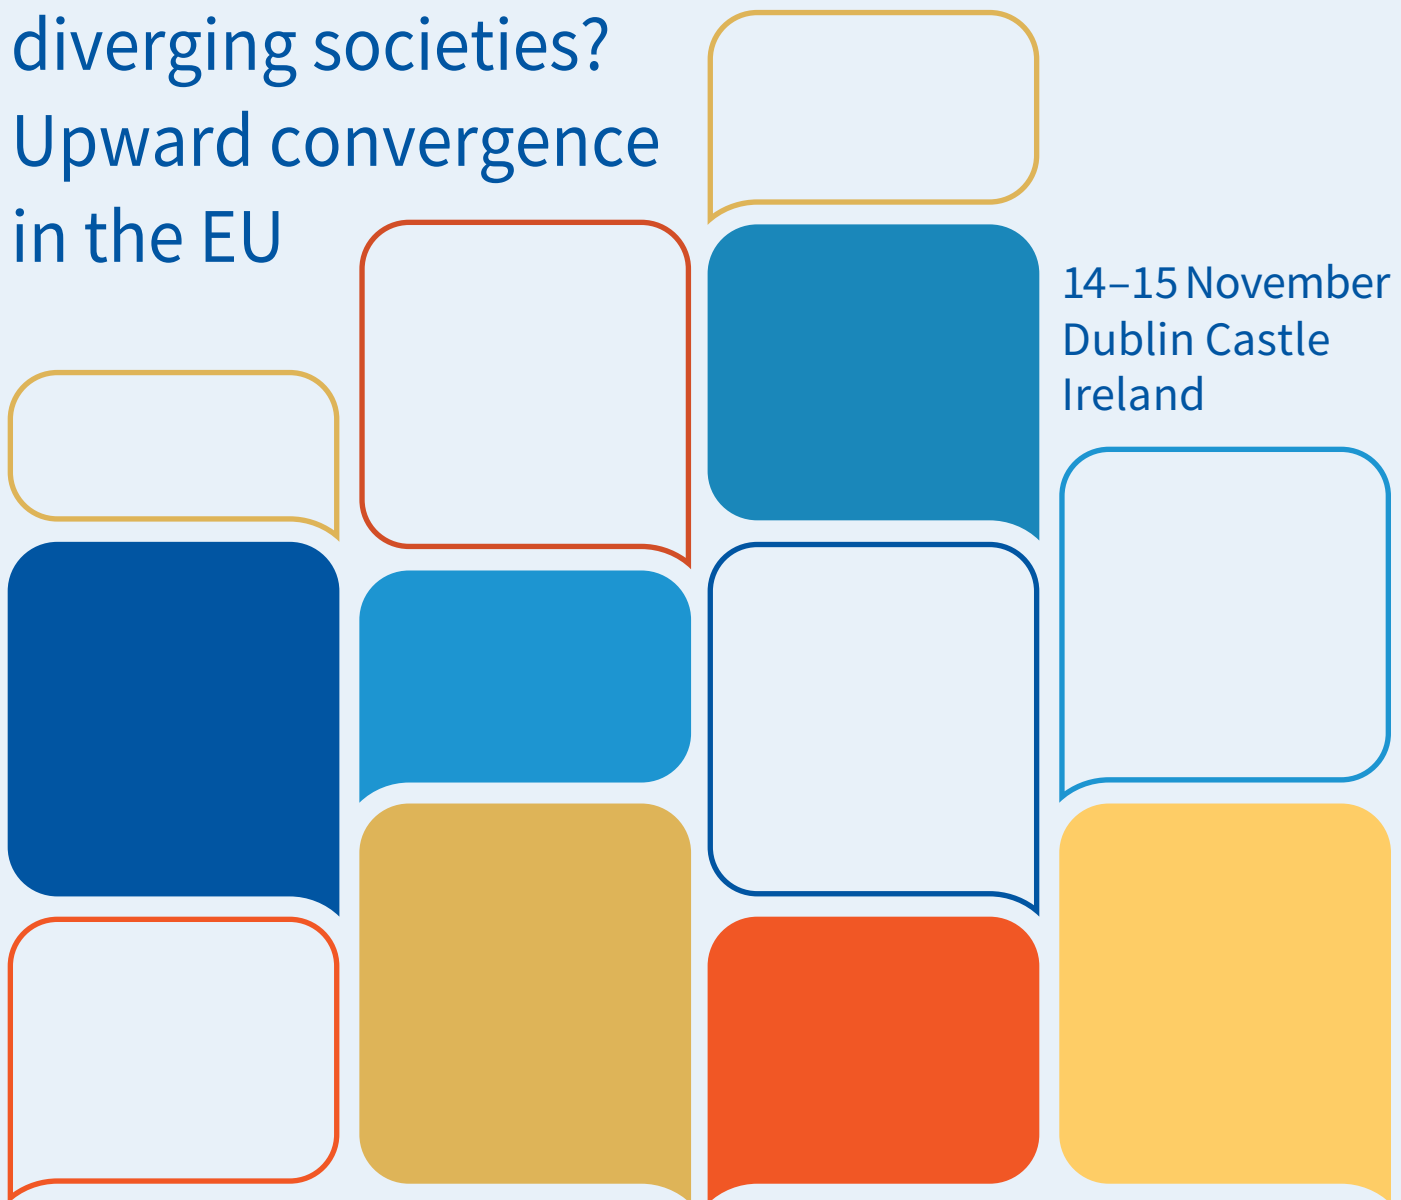 diverging societies?
Upward convergence
in the EU
14–15 November
Dublin Castle
Ireland